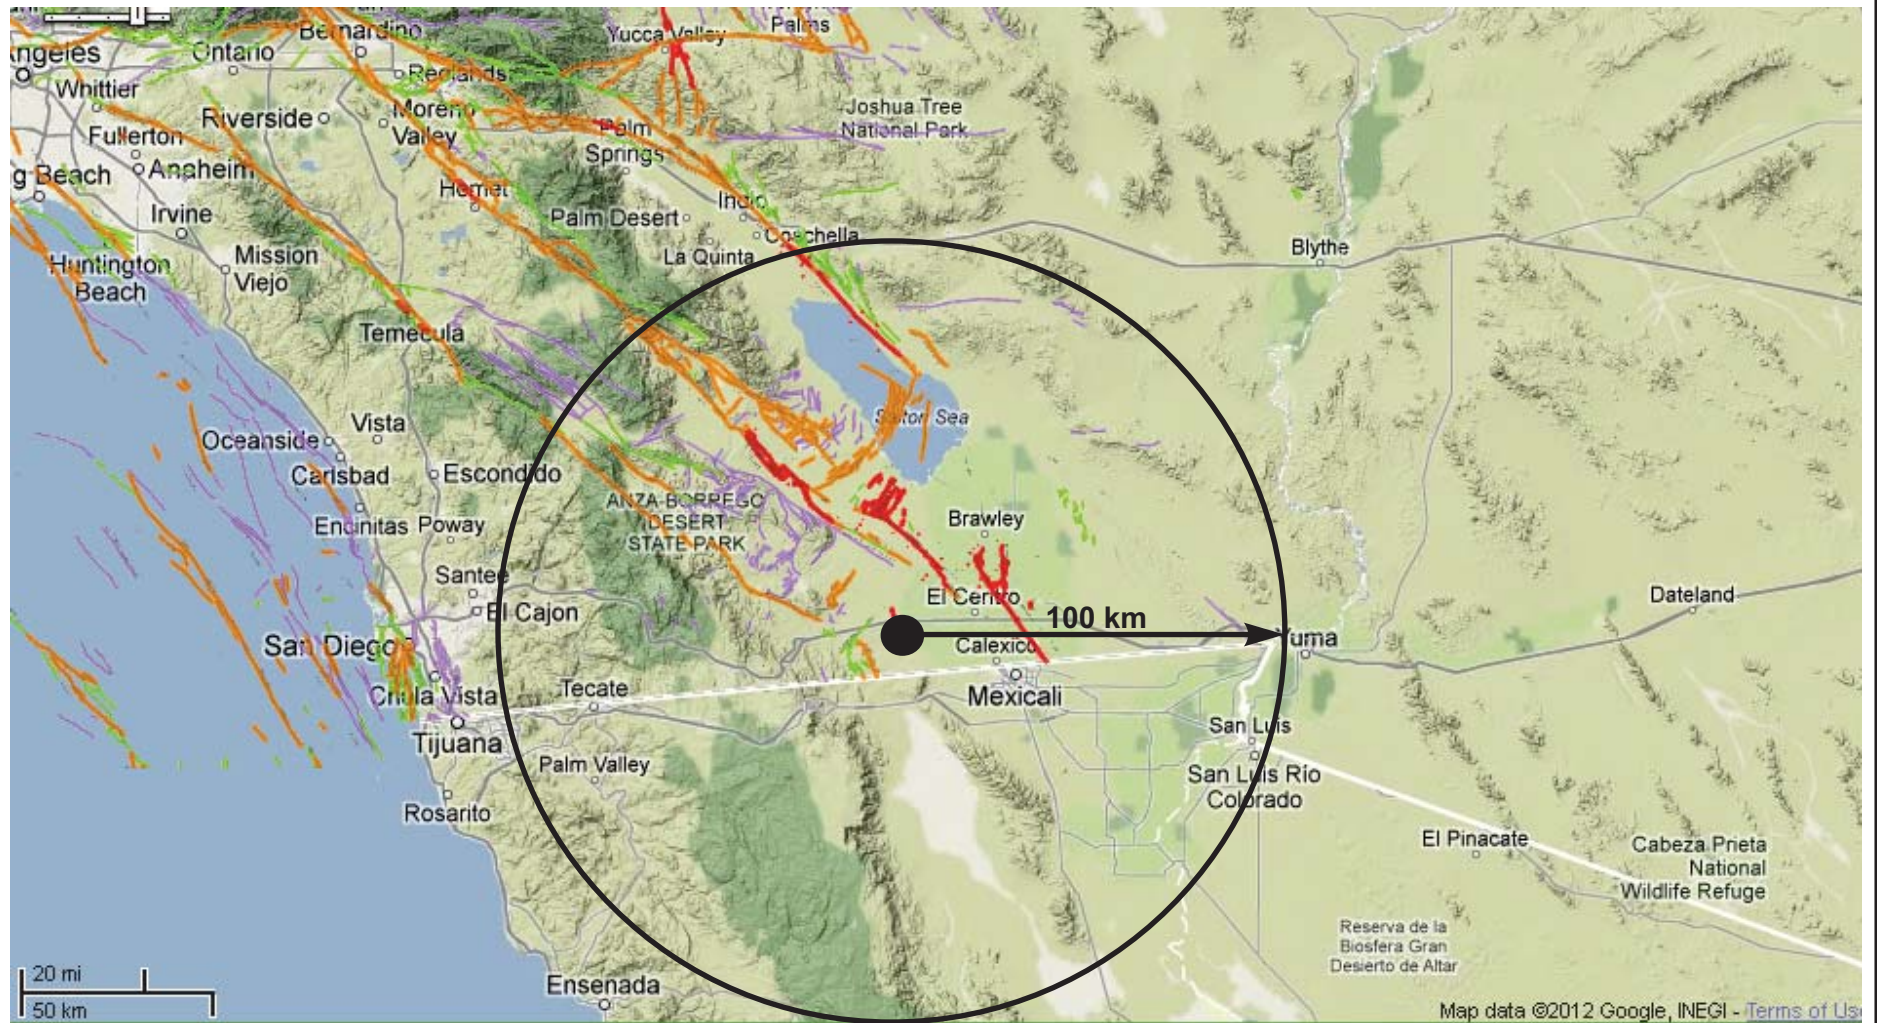 Ontario
Bernardino
Yucca Valley
Palms
Angeles
Redlands
Whittier
Riverside
Moreno
Valley
Joshua Tree
National Park
Fullerton
Palm
Springs
Anaheim
g Beach
Hemet
Irvine
Palm Desert
Indio
Coachella
Mission
Viejo
La Quinta
Blythe
Huntington
Beach
Temecula
Salton Sea
Vista
Oceanside
Carlsbad
Escondido
ANZA-BORREGO
DESERT
STATE PARK
Encinitas
Poway
Brawley
Santee
El Cajon
El Centro
100 km
Dateland
San Diego
Calexico
Yuma
Chula Vista
Tecate
Mexicali
Tijuana
San Luis
Palm Valley
San Luis Río
Colorado
Rosarito
El Pinacate
Cabeza Prieta
National
Wildlife Refuge
Reserva de la
Biosfera Gran
Desierto de Altar
20 mi
50 km
Ensenada
Map data ©2012 Google, INEGI - Terms of Us